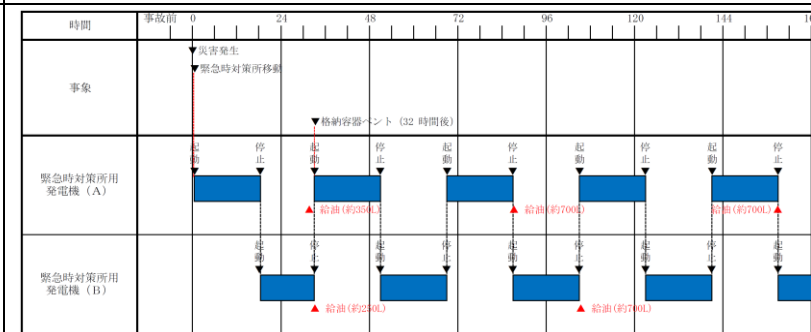 時間 事故前 0 24 48 72 96 120 144
事象
▼災害発生
▼緊急時対策所移動
▼格納容器ベント（32 時間後）
緊急時対策所用
発電機（A）
起動 停止 起動 停止 起動 停止 起動 停止 起動 停止
▲ 給油(約350L) ▲ 給油(約700L) 給油(約700L) ▲
緊急時対策所用
発電機（B）
起動 停止 起動 停止 起動 停止 起動 停止 起動
▲ 給油(約250L) ▲ 給油(約700L)